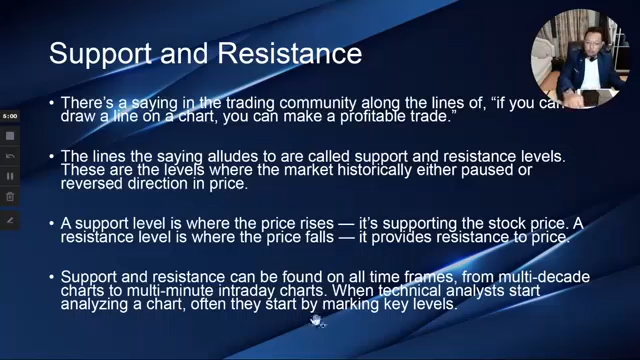 Support and Resistance
• There's a saying in the trading community along the lines of, "if you can
draw a line on a chart, you can make a profitable trade."
• The lines the saying alludes to are called support and resistance levels.
These are the levels where the market historically either paused or
reversed direction in price.
• A support level is where the price rises — it's supporting the stock price. A
resistance level is where the price falls — it provides resistance to price.
• Support and resistance can be found on all time frames, from multi-decade
charts to multi-minute intraday charts. When technical analysts start
analyzing a chart, often they start by marking key levels.
5:00